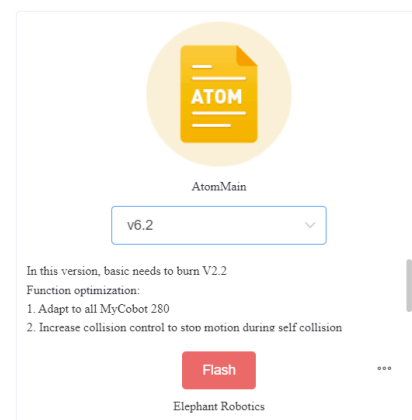 ATOM
AtomMain
v6.2
In this version, basic needs to burn V2.2
Function optimization:
1. Adapt to all MyCobot 280
2. Increase collision control to stop motion during self collision
Flash
Elephant Robotics